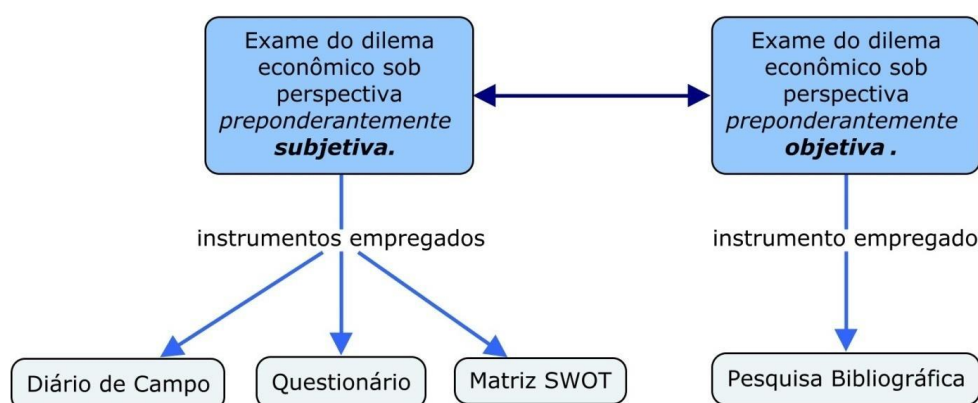 Exame do dilema
econômico sob
perspectiva
preponderantemente
subjetiva.
Exame do dilema
econômico sob
perspectiva
preponderantemente
objetiva .
instrumentos empregados
instrumento empregado
Diário de Campo
Questionário
Matriz SWOT
Pesquisa Bibliográfica